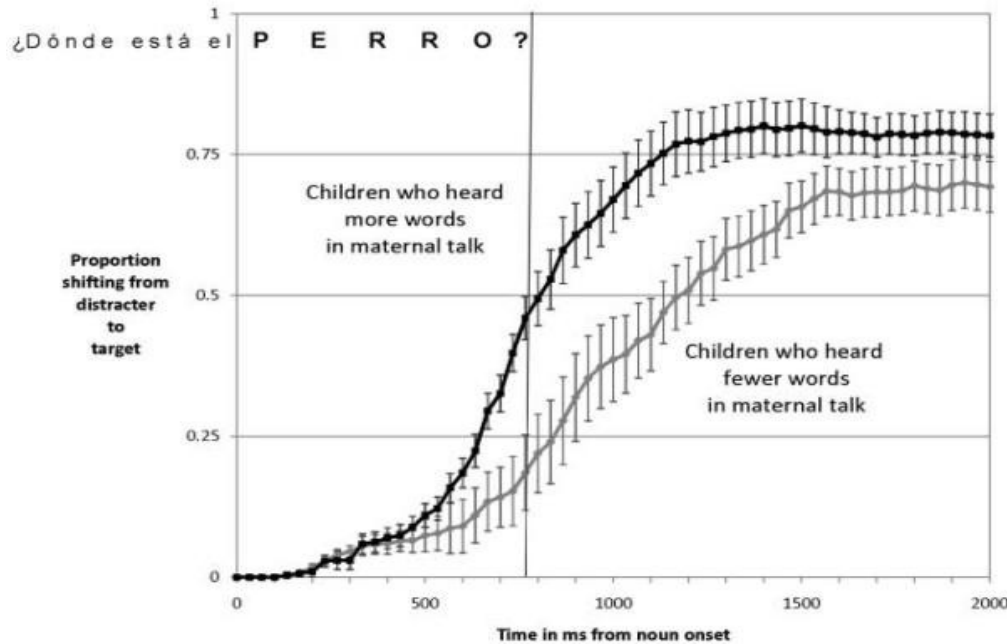 1
¿Dónde está el PERRO?
0.75
Children who heard
more words
in maternal talk
Proportion
shifting from
distracter
to
target
0.5
Children who heard
fewer words
in maternal talk
0.25
0
0 500 1000 1500 2000
Time in ms from noun onset